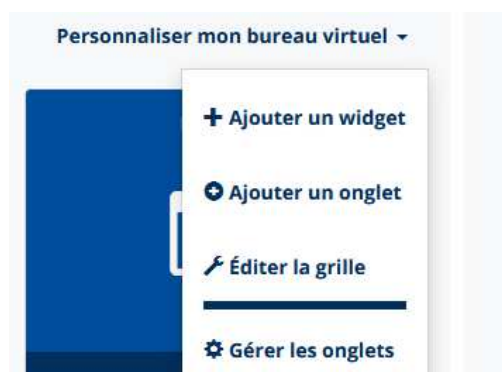 Personnaliser mon bureau virtuel
Ajouter un widget
Ajouter un onglet
Éditer la grille
Gérer les onglets